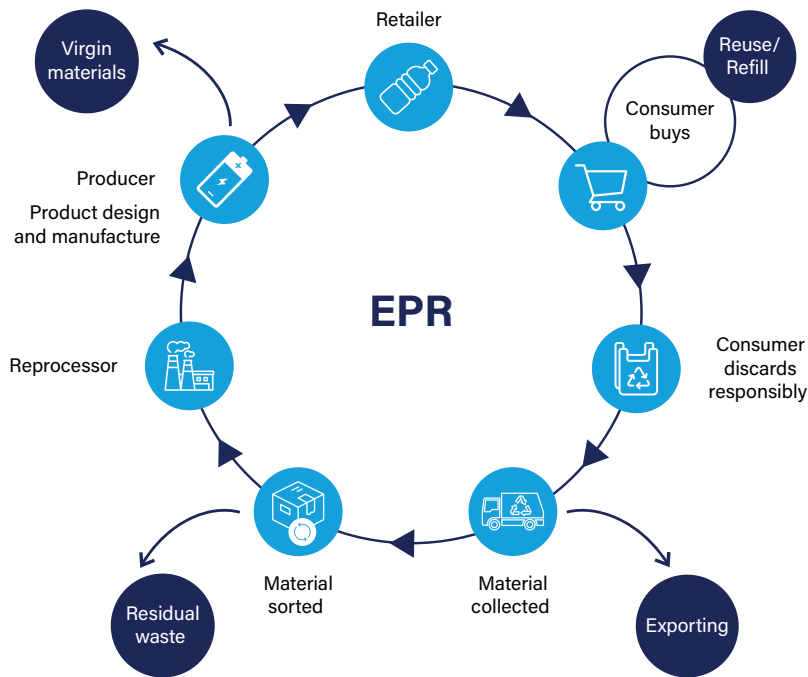 Retailer
Virgin
materials
Reuse/
Refill
Consumer
buys
Producer
Product design
and manufacture
EPR
Reprocessor
Consumer
discards
responsibly
Material
sorted
Material
collected
Residual
waste
Exporting